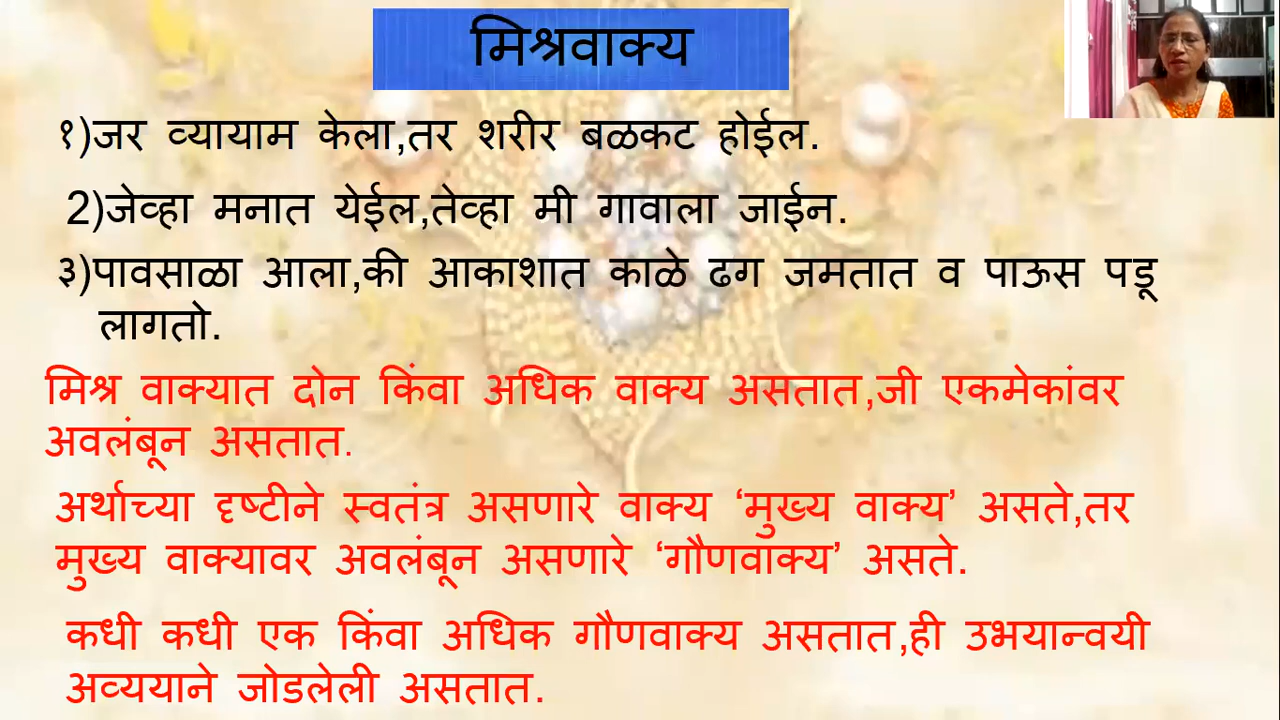 मिश्रवाक्य
१)जर व्यायाम केला,तर शरीर बळकट होईल.
2)जेव्हा मनात येईल,तेव्हा मी गावाला जाईन.
३)पावसाळा आला,की आकाशात काळे ढग जमतात व पाऊस पडू
लागतो.
मिश्र वाक्यात दोन किंवा अधिक वाक्य असतात,जी एकमेकांवर
अवलंबून असतात.
अर्थाच्या दृष्टीने स्वतंत्र असणारे वाक्य ‘मुख्य वाक्य’ असते,तर
मुख्य वाक्यावर अवलंबून असणारे ‘गौणवाक्य’ असते.
कधी कधी एक किंवा अधिक गौणवाक्य असतात,ही उभयान्वयी
अव्ययाने जोडलेली असतात.